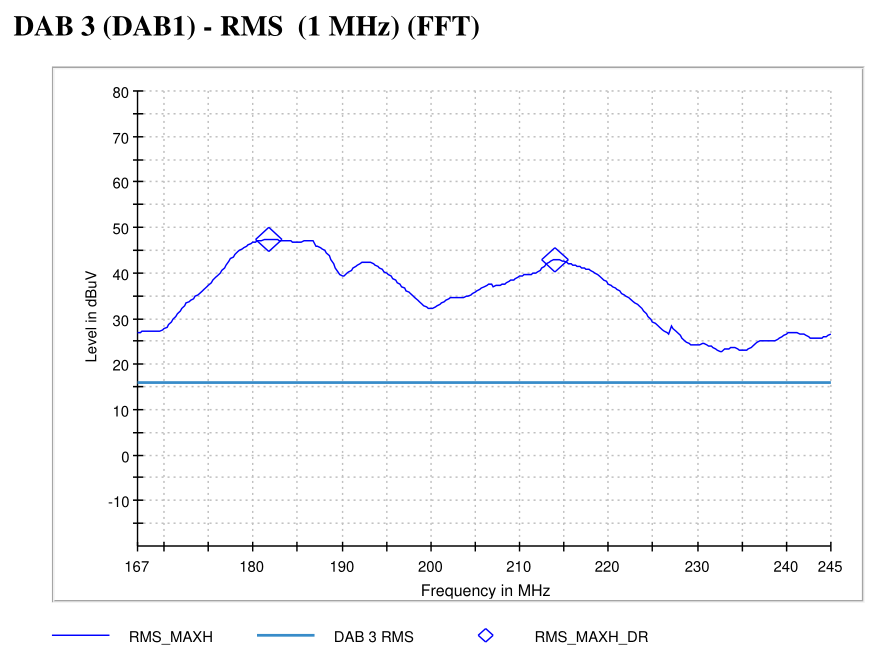 DAB 3 (DAB1) - RMS  (1 MHz) (FFT)
80
70
60
50
40
30
20
10
0
-10
Level in dBuV
167 180 190 200 210 220 230 240 245
Frequency in MHz
RMS_MAXH DAB 3 RMS RMS_MAXH_DR